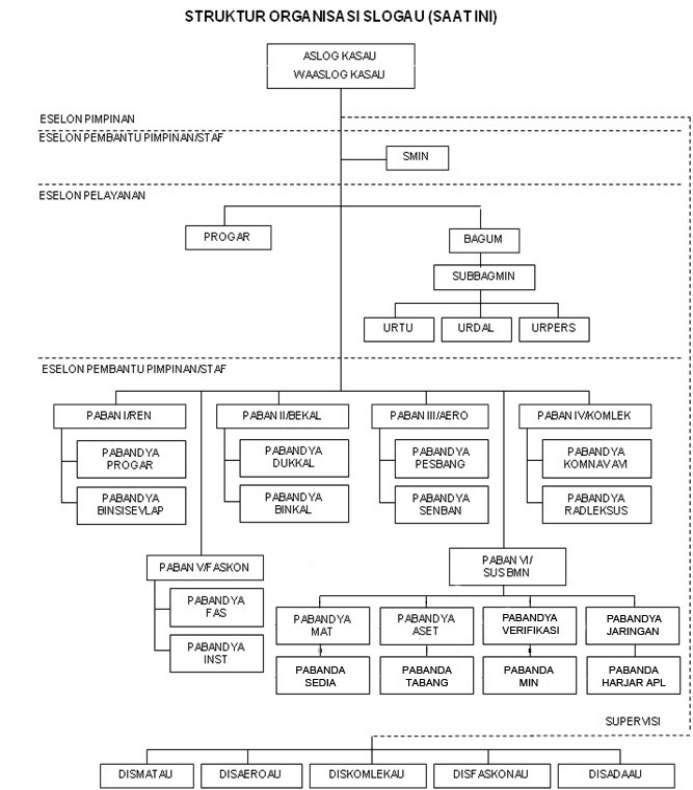 STRUKTUR ORGANISASI SLOGAU (SAAT INI)
ASLOG KASAU
WAASLOG KASAU
ESELON PIMPINAN
ESELON PEMBANTU PIMPINAN/STAF
SMIN
ESELON PELAYANAN
PROGAR
BAGUM
SUBBAGMIN
URTU
URDAL
URPERS
ESELON PEMBANTU PIMPINAN/STAF
PABAN I/REN
PABAN II/BEKAL
PABAN III/AERO
PABAN IV/KOMLEK
PABANDYA
PROGAR
PABANDYA
DUKKAL
PABANDYA
PESBANG
PABANDYA
KOMNAVAVI
PABANDYA
BINSISEVLAP
PABANDYA
BINKAL
PABANDYA
SENBAN
PABANDYA
RADLEKSUS
PABAN V/FASKON
PABAN VI/
SUSBMN
PABANDYA
FAS
PABANDYA
INST
PABANDYA
MAT
PABANDYA
ASET
PABANDYA
VERIFIKASI
PABANDYA
JARINGAN
PABANDA
SEDIA
PABANDA
TABANG
PABANDA
MIN
PABANDA
HARJAR APL
SUPERVISI
DISMATAU
DISAEROAU
DISKOMLEKAU
DISFASKONAU
DISADAAU